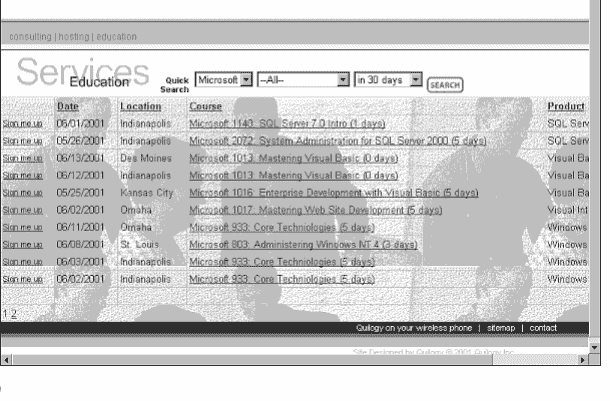 consulting | hosting | education
Services Education Quick Search Microsoft --All-- in 30 days SEARCH
Date Location Course Product
Sign me up 06/01/2001 Indianapolis Microsoft 1140: SQL Server 7.0 Intro (1 days) SQL Serv
Sign me up 05/26/2001 Indianapolis Microsoft 2072: System Administration for SQL Server 2000 (5 days) SQL Serv
Sign me up 06/13/2001 Des Moines Microsoft 1013: Mastering Visual Basic (0 days) Visual Ba
Sign me up 06/12/2001 Indianapolis Microsoft 1013: Mastering Visual Basic (0 days) Visual Ba
Sign me up 05/25/2001 Kansas City Microsoft 1016: Enterprise Development with Visual Basic (5 days) Visual Ba
Sign me up 06/02/2001 Omaha Microsoft 1017: Mastering Web Site Development (5 days) Visual Int
Sign me up 06/11/2001 Omaha Microsoft 933: Core Technologies (5 days) Windows
Sign me up 06/08/2001 St. Louis Microsoft 803: Administering Windows NT 4 (3 days) Windows
Sign me up 06/03/2001 Indianapolis Microsoft 933: Core Technologies (5 days) Windows
Sign me up 06/02/2001 Indianapolis Microsoft 933: Core Technologies (5 days) Windows
1 2
Quilogy on your wireless phone | sitemap | contact
Site Designed by Quilogy © 2001 Quilogy Inc.